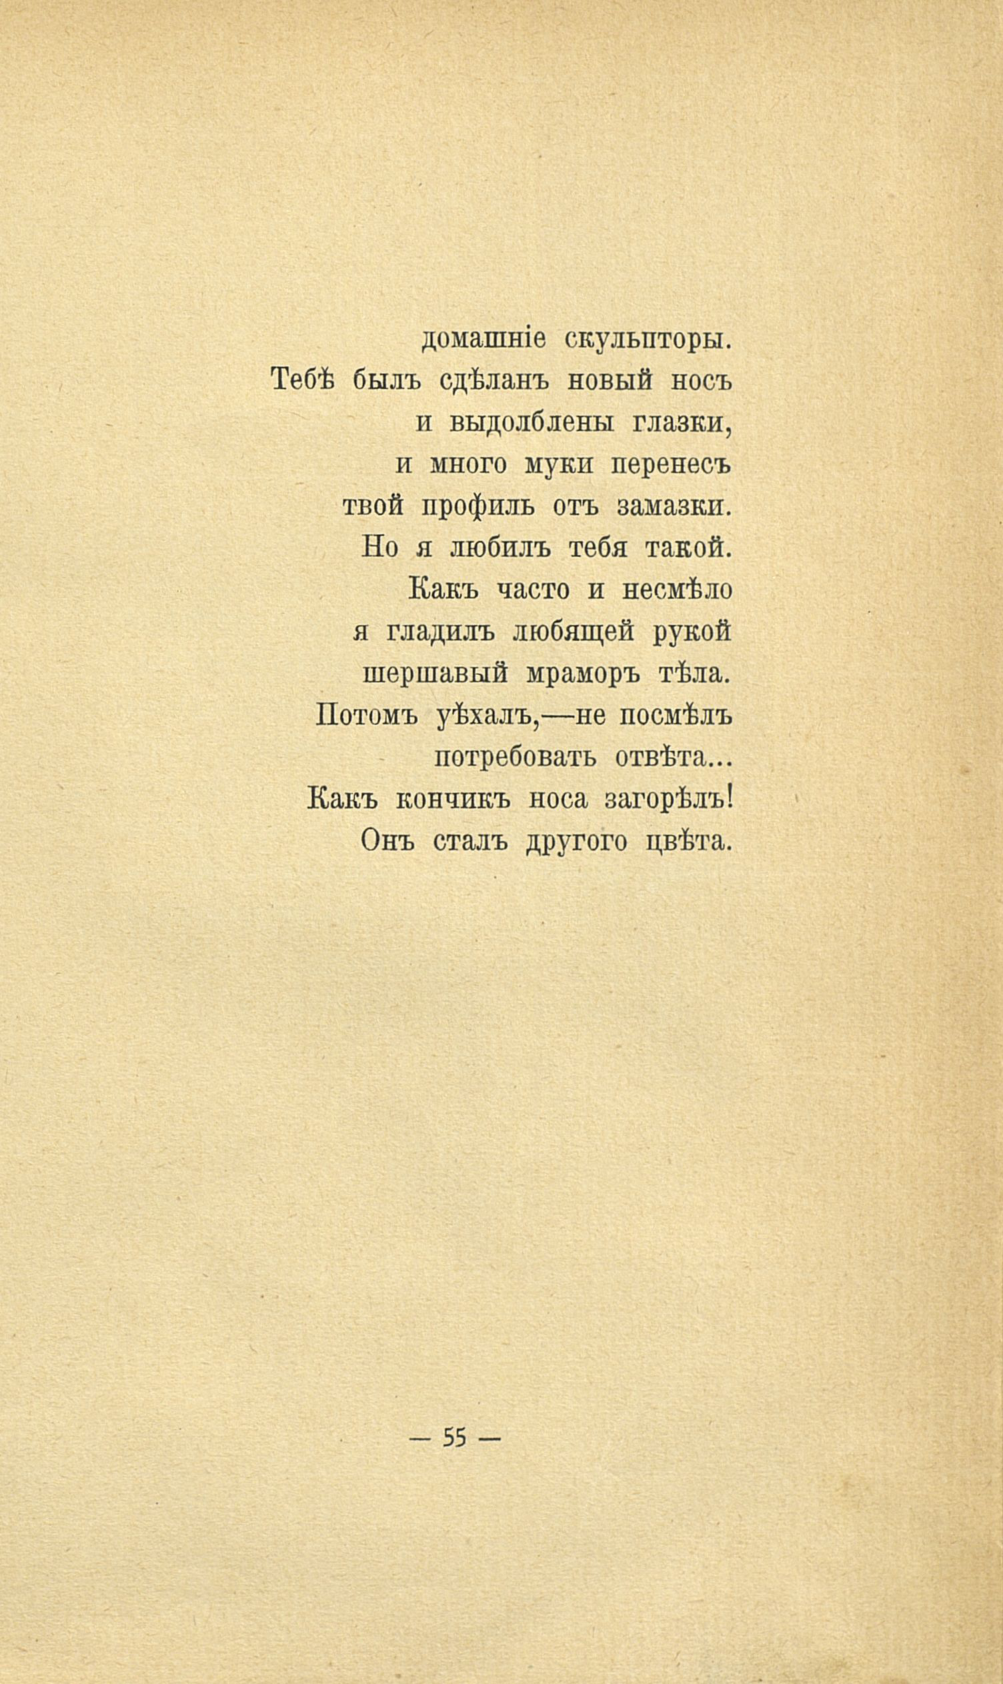 домашніе скульпторы.
Тебѣ былъ сдѣланъ новый носъ
и выдолблены глазки,
и много муки перенесъ
твой профиль отъ замазки.
Но я любилъ тебя такой.
Какъ часто и несмѣло
я гладилъ любящей рукой
шершавый мраморъ тѣла.
Потомъ уѣхалъ,—не посмѣлъ
потребовать отвѣта...
Какъ кончикъ носа загорѣлъ!
Онъ сталъ другого цвѣта.
— 55 —